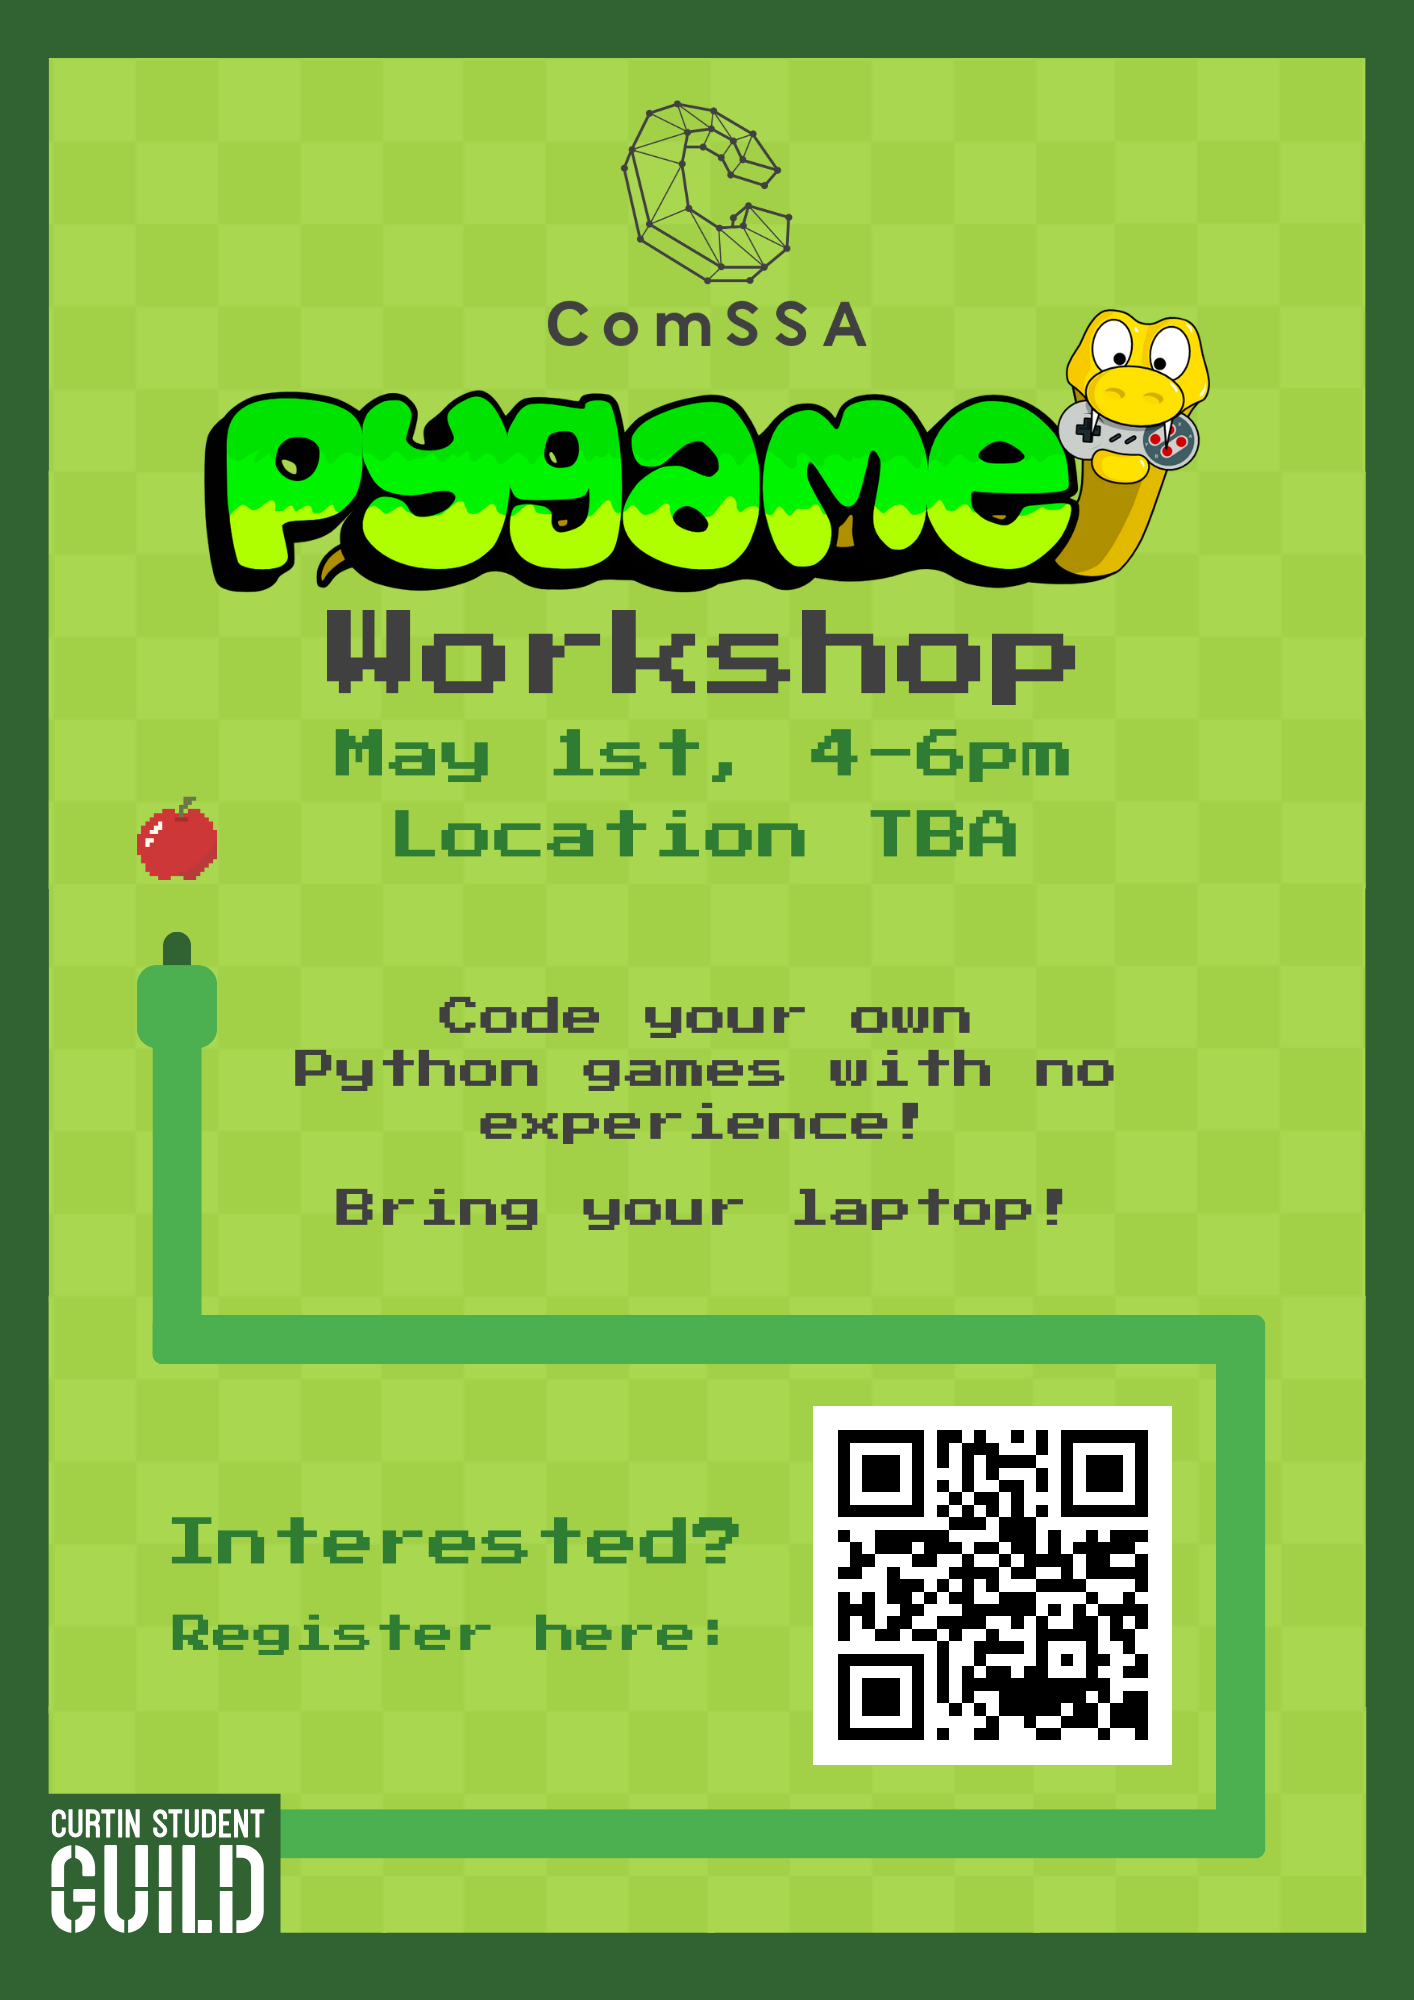 ComSSA
pygame
Workshop
May 1st, 4-6pm
Location TBA
Code your own
Python games with no
experience!
Bring your laptop!
Interested?
Register here:
CURTIN STUDENT
GUILD